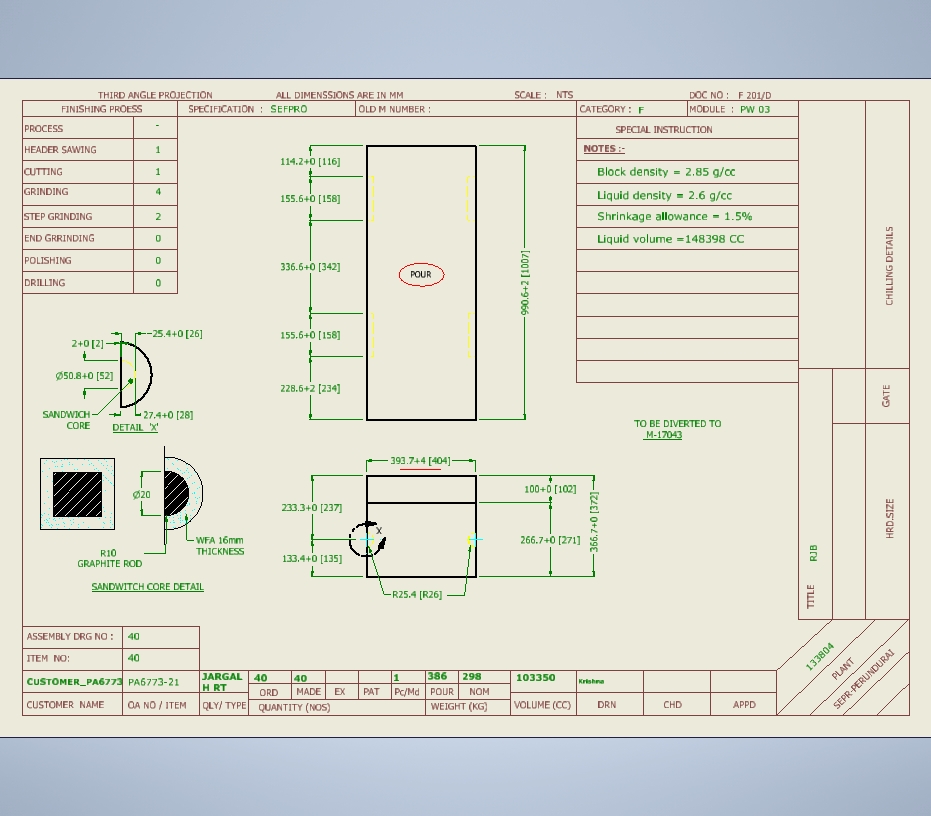 THIRD ANGLE PROJECTION ALL DIMENSSIONS ARE IN MM SCALE : NTS DOC NO : F 201/D
FINISHING PROESS SPECIFICATION : SEFPRO OLD M NUMBER : CATEGORY : F MODULE : PW 03
PROCESS -
HEADER SAWING 1
CUTTING 1
GRINDING 4
STEP GRINDING 2
END GRRINDING 0
POLISHING 0
DRILLING 0
SPECIAL INSTRUCTION
NOTES :-
Block density = 2.85 g/cc
Liquid density = 2.6 g/cc
Shrinkage allowance = 1.5%
Liquid volume =148398 CC
114.2+0 [116]
155.6+0 [158]
336.6+0 [342]
155.6+0 [158]
228.6+2 [234]
POUR
990.6+2 [1007]
CHILLING DETAILS
GATE
HRD.SIZE
TITLE RJB
25.4+0 [26]
2+0 [2]
Ø50.8+0 [52]
SANDWICH
CORE
27.4+0 [28]
DETAIL 'X'
TO BE DIVERTED TO
M-17043
Ø20
R10
GRAPHITE ROD
WFA 16mm
THICKNESS
SANDWITCH CORE DETAIL
393.7+4 [404]
233.3+0 [237]
133.4+0 [135]
X
100+0 [102]
266.7+0 [271]
366.7+0 [372]
R25.4 [R26]
ASSEMBLY DRG NO : 40
ITEM NO: 40
CUSTOMER_PA6773 PA6773-21 JARGAL
H RT 40 40 1 386 298 103350 Krishna
ORD MADE EX PAT Pc/Md POUR NOM
CUSTOMER NAME OA NO / ITEM QLY/ TYPE QUANTITY (NOS) WEIGHT (KG) VOLUME (CC) DRN CHD APPD
133804
PLANT
SEPR-PERUNDURAI